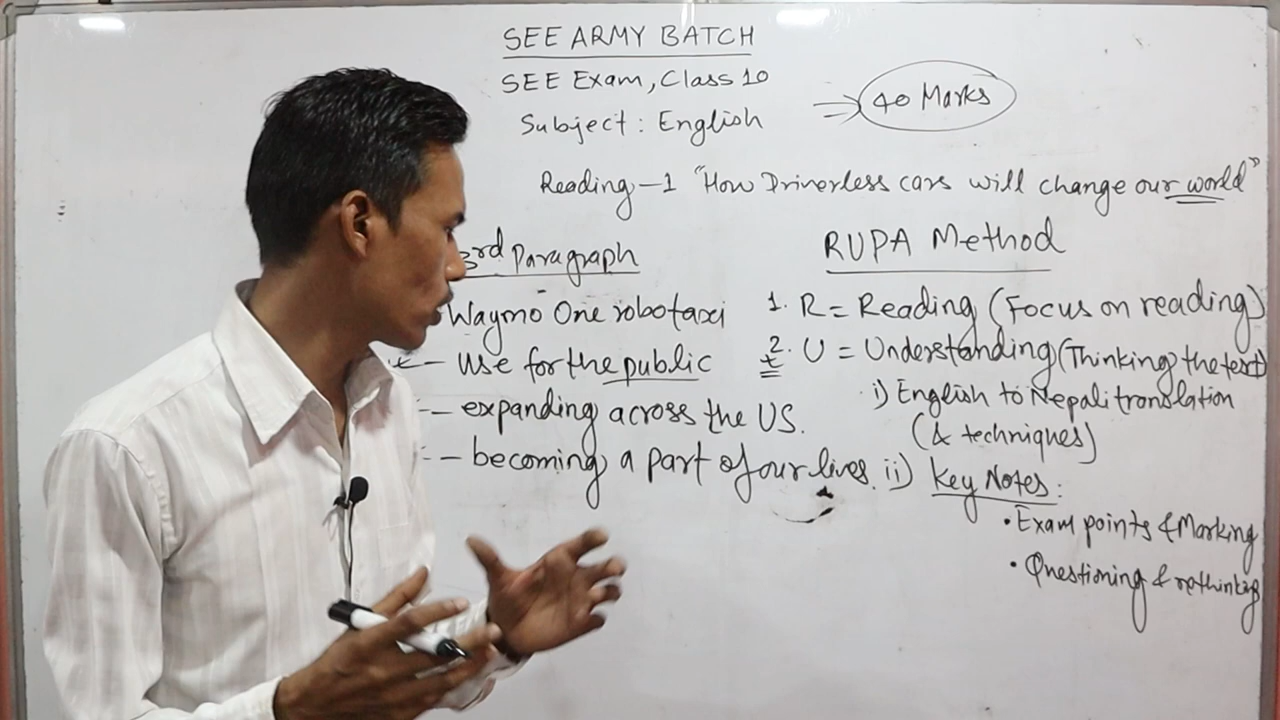 SEE ARMY BATCH
SEE Exam, Class 10
Subject: English
⇒ 40 Marks
Reading-1 "How Driverless cars will change our world"
3rd Paragraph
Waymo One robotaxi
- Use for the public
- expanding across the US.
- becoming a part of our lives.
RUPA Method
1. R = Reading (Focus on reading)
2. U = Understanding (Thinking the text)
i) English to Nepali translation
(& techniques)
ii) Key Notes:
• Exam points & Marking
• Questioning & rethinking